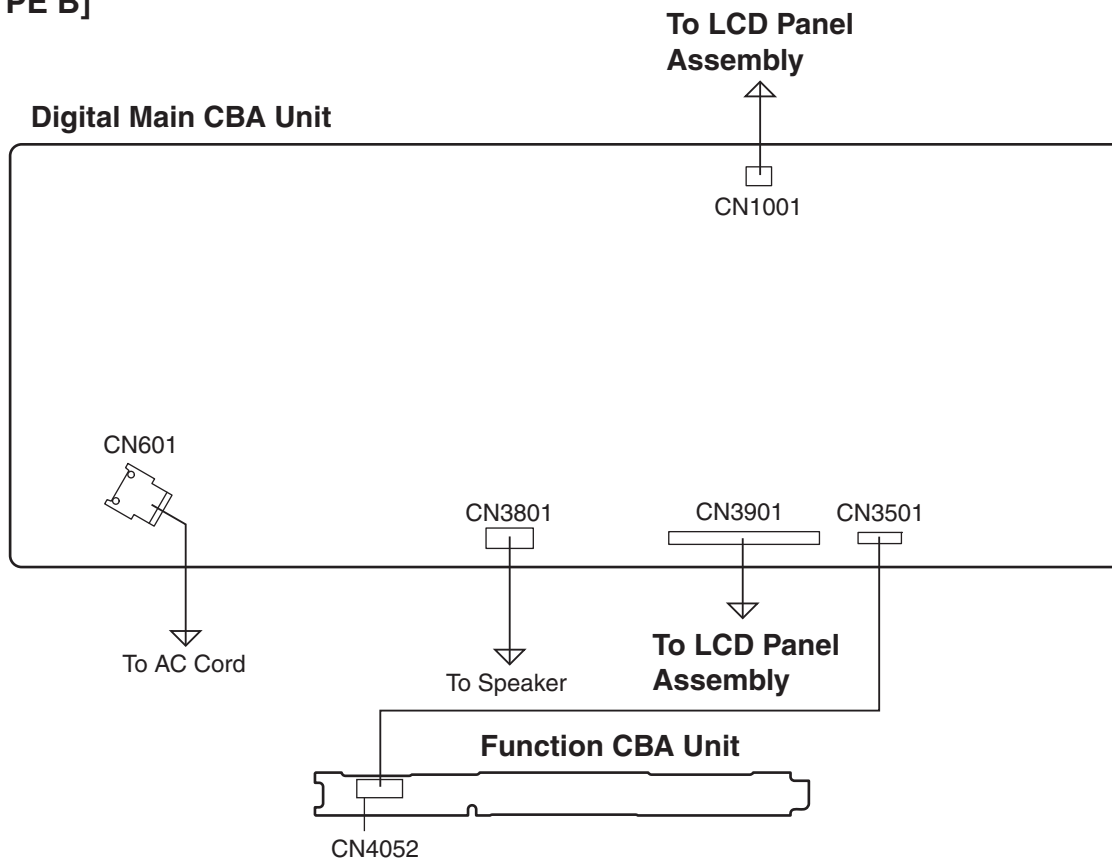 PE B]
To LCD Panel
Assembly
Digital Main CBA Unit
CN1001
CN601
CN3801
CN3901
CN3501
To AC Cord
To Speaker
To LCD Panel
Assembly
Function CBA Unit
CN4052